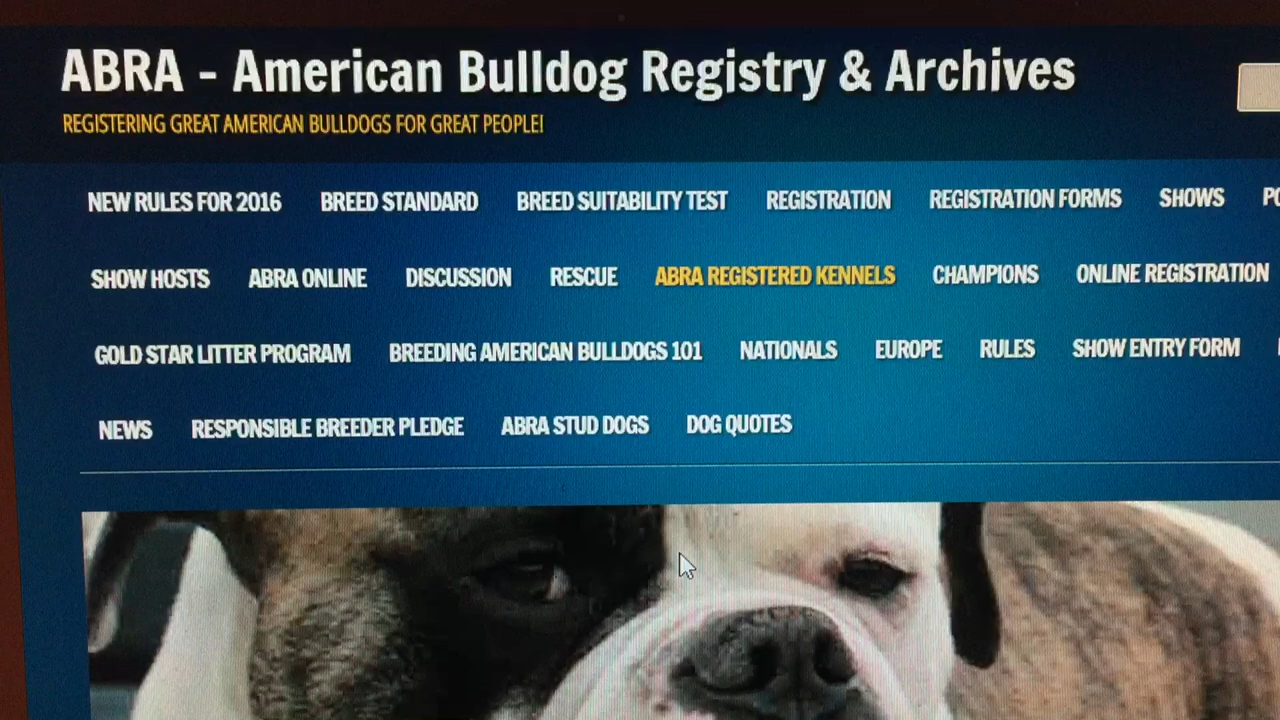 ABRA - American Bulldog Registry & Archives
REGISTERING GREAT AMERICAN BULLDOGS FOR GREAT PEOPLE!
NEW RULES FOR 2016 BREED STANDARD BREED SUITABILITY TEST REGISTRATION REGISTRATION FORMS SHOWS
SHOW HOSTS ABRA ONLINE DISCUSSION RESCUE ABRA REGISTERED KENNELS CHAMPIONS ONLINE REGISTRATION
GOLD STAR LITTER PROGRAM BREEDING AMERICAN BULLDOGS 101 NATIONALS EUROPE RULES SHOW ENTRY FORM
NEWS RESPONSIBLE BREEDER PLEDGE ABRA STUD DOGS DOG QUOTES